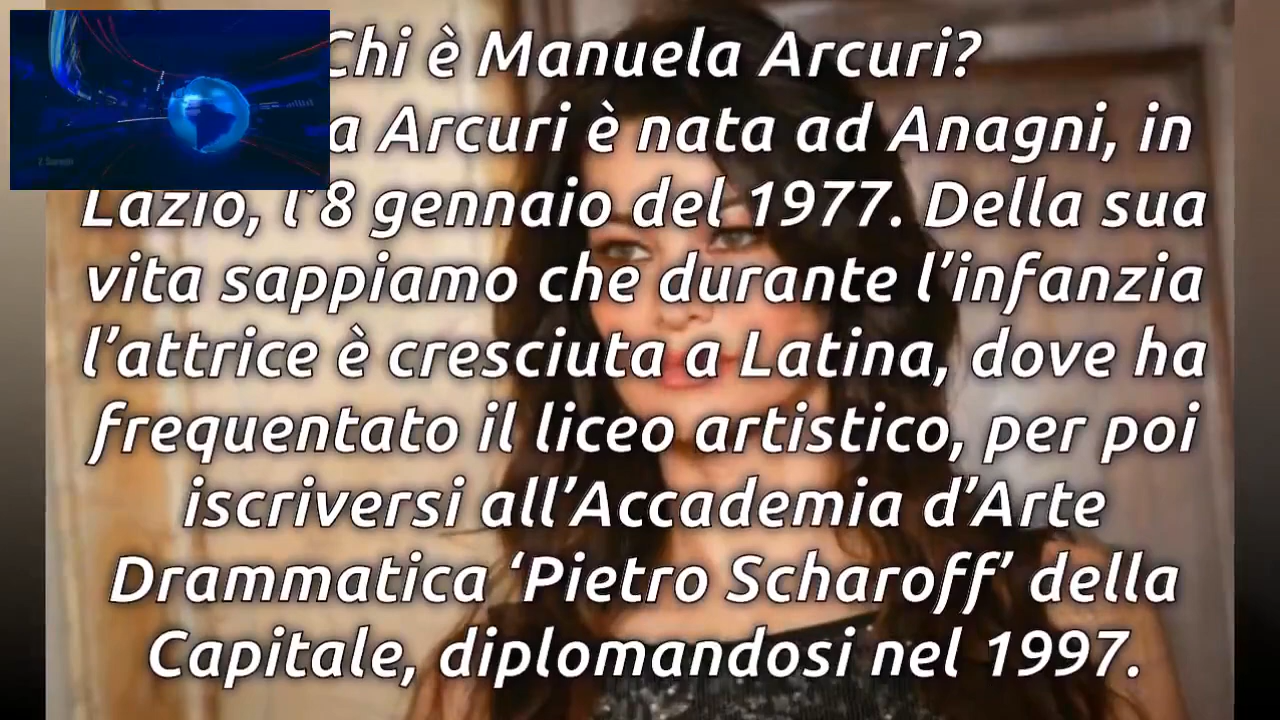 Chi è Manuela Arcuri?
a Arcuri è nata ad Anagni, in
Lazio, l'8 gennaio del 1977. Della sua
vita sappiamo che durante l’infanzia
l’attrice è cresciuta a Latina, dove ha
frequentato il liceo artistico, per poi
iscriversi all’Accademia d’Arte
Drammatica ‘Pietro Scharoff’ della
Capitale, diplomandosi nel 1997.